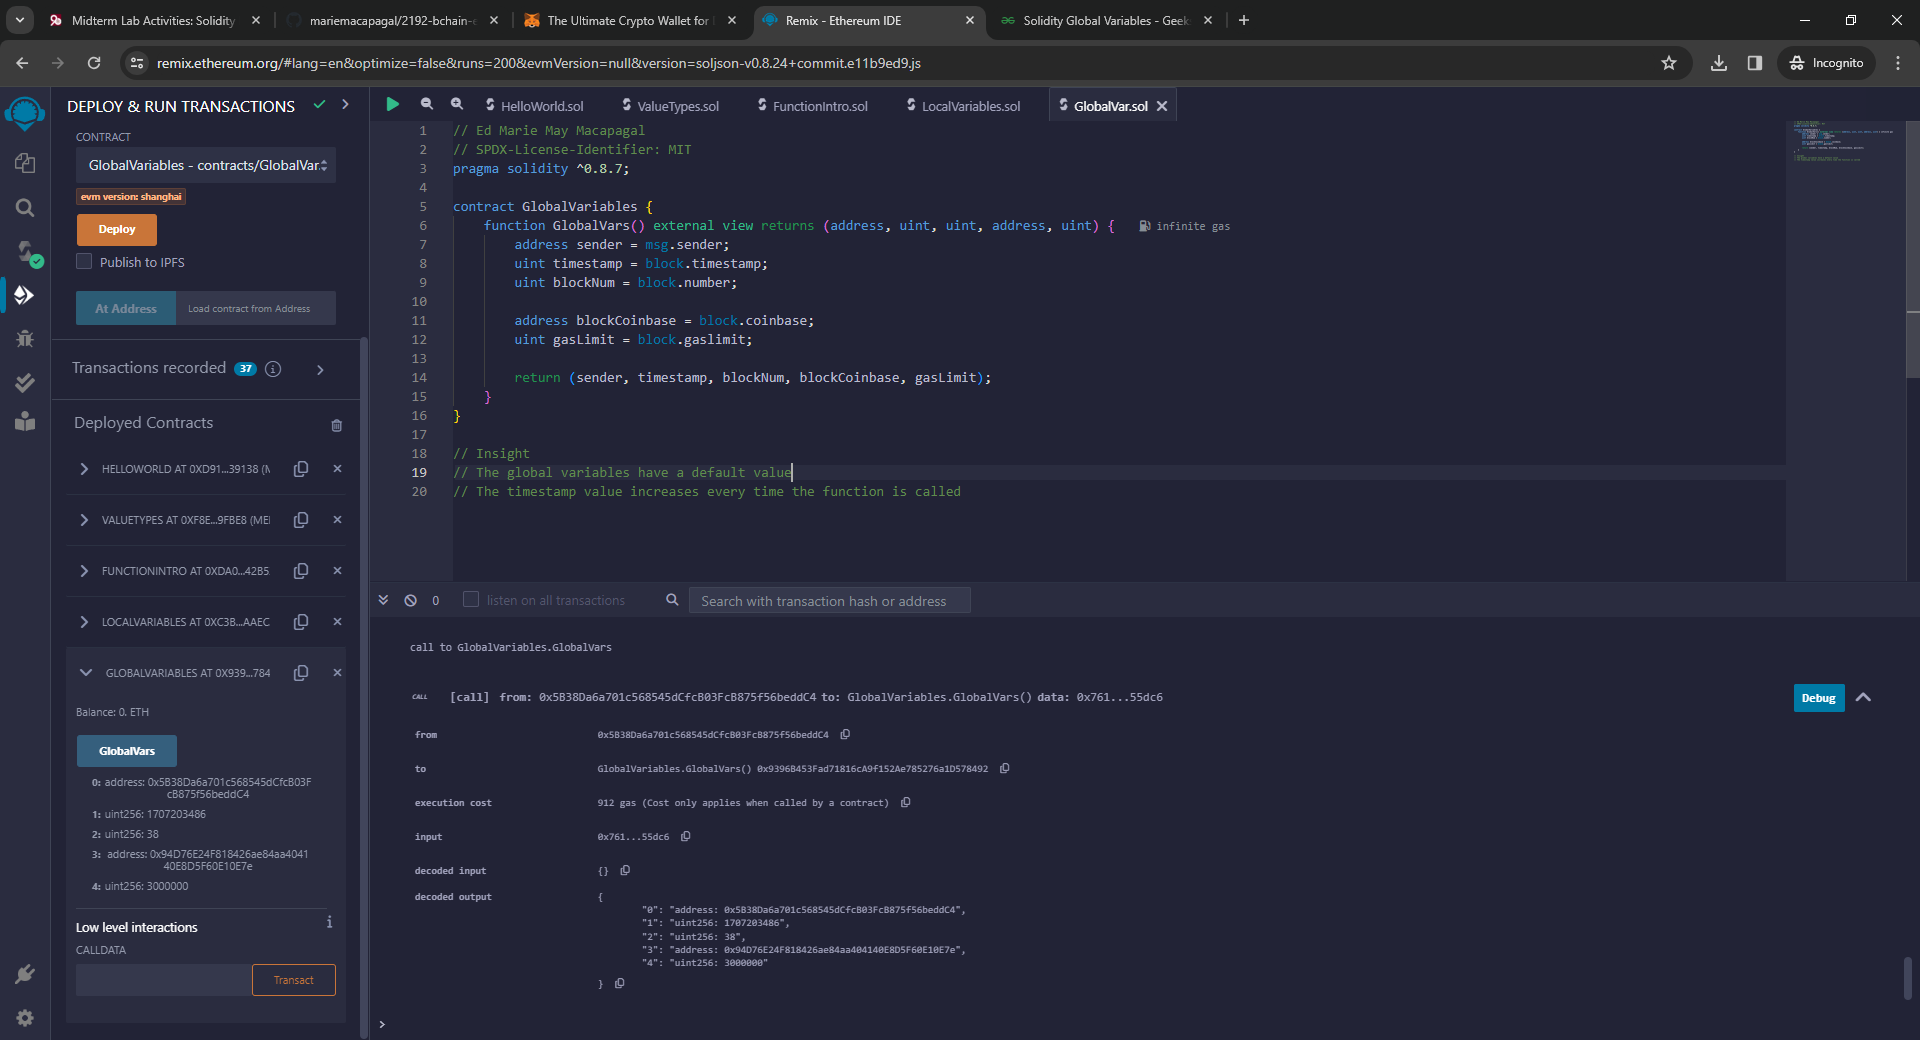 Midterm Lab Activities: Solidity
mariemacapagal/2192-bchain-e
The Ultimate Crypto Wallet for
Remix - Ethereum IDE
Solidity Global Variables - Geek
remix.ethereum.org/#lang=en&optimize=false&runs=200&evmVersion=null&version=soljson-v0.8.24+commit.e11b9ed9.js
Incognito
DEPLOY & RUN TRANSACTIONS
CONTRACT
GlobalVariables - contracts/GlobalVar.
evm version: shanghai
Deploy
Publish to IPFS
At Address
Load contract from Address
Transactions recorded 37
Deployed Contracts
HELLOWORLD AT 0XD91...39138 (M
VALUETYPES AT 0XF8E...9FBE8 (MEI
FUNCTIONINTRO AT 0XDA0...42B5
LOCALVARIABLES AT 0XC3B...AAEC
GLOBALVARIABLES AT 0X939...784
Balance: 0. ETH
GlobalVars
0: address: 0x5B38Da6a701c568545dCfcB03F
cB875f56beddC4
1: uint256: 1707203486
2: uint256: 38
3: address: 0x94D76E24F818426ae84aa4041
40E8D5F60E10E7e
4: uint256: 3000000
Low level interactions
CALLDATA
Transact
HelloWorld.sol
ValueTypes.sol
FunctionIntro.sol
LocalVariables.sol
GlobalVar.sol
1 // Ed Marie May Macapagal
2 // SPDX-License-Identifier: MIT
3 pragma solidity ^0.8.7;
4
5 contract GlobalVariables {
6 function GlobalVars() external view returns (address, uint, uint, address, uint) { infinite gas
7 address sender = msg.sender;
8 uint timestamp = block.timestamp;
9 uint blockNum = block.number;
10
11 address blockCoinbase = block.coinbase;
12 uint gasLimit = block.gaslimit;
13
14 return (sender, timestamp, blockNum, blockCoinbase, gasLimit);
15 }
16 }
17
18 // Insight
19 // The global variables have a default value
20 // The timestamp value increases every time the function is called
0
listen on all transactions
Search with transaction hash or address
call to GlobalVariables.GlobalVars
CALL [call] from: 0x5B38Da6a701c568545dCfcB03FcB875f56beddC4 to: GlobalVariables.GlobalVars() data: 0x761...55dc6
Debug
from 0x5B38Da6a701c568545dCfcB03FcB875f56beddC4
to GlobalVariables.GlobalVars() 0x9396B453Fad71816cA9f152Ae785276a1D578492
execution cost 912 gas (Cost only applies when called by a contract)
input 0x761...55dc6
decoded input {}
decoded output {
"0": "address: 0x5B38Da6a701c568545dCfcB03FcB875f56beddC4",
"1": "uint256: 1707203486",
"2": "uint256: 38",
"3": "address: 0x94D76E24F818426ae84aa404140E8D5F60E10E7e",
"4": "uint256: 3000000"
}
>